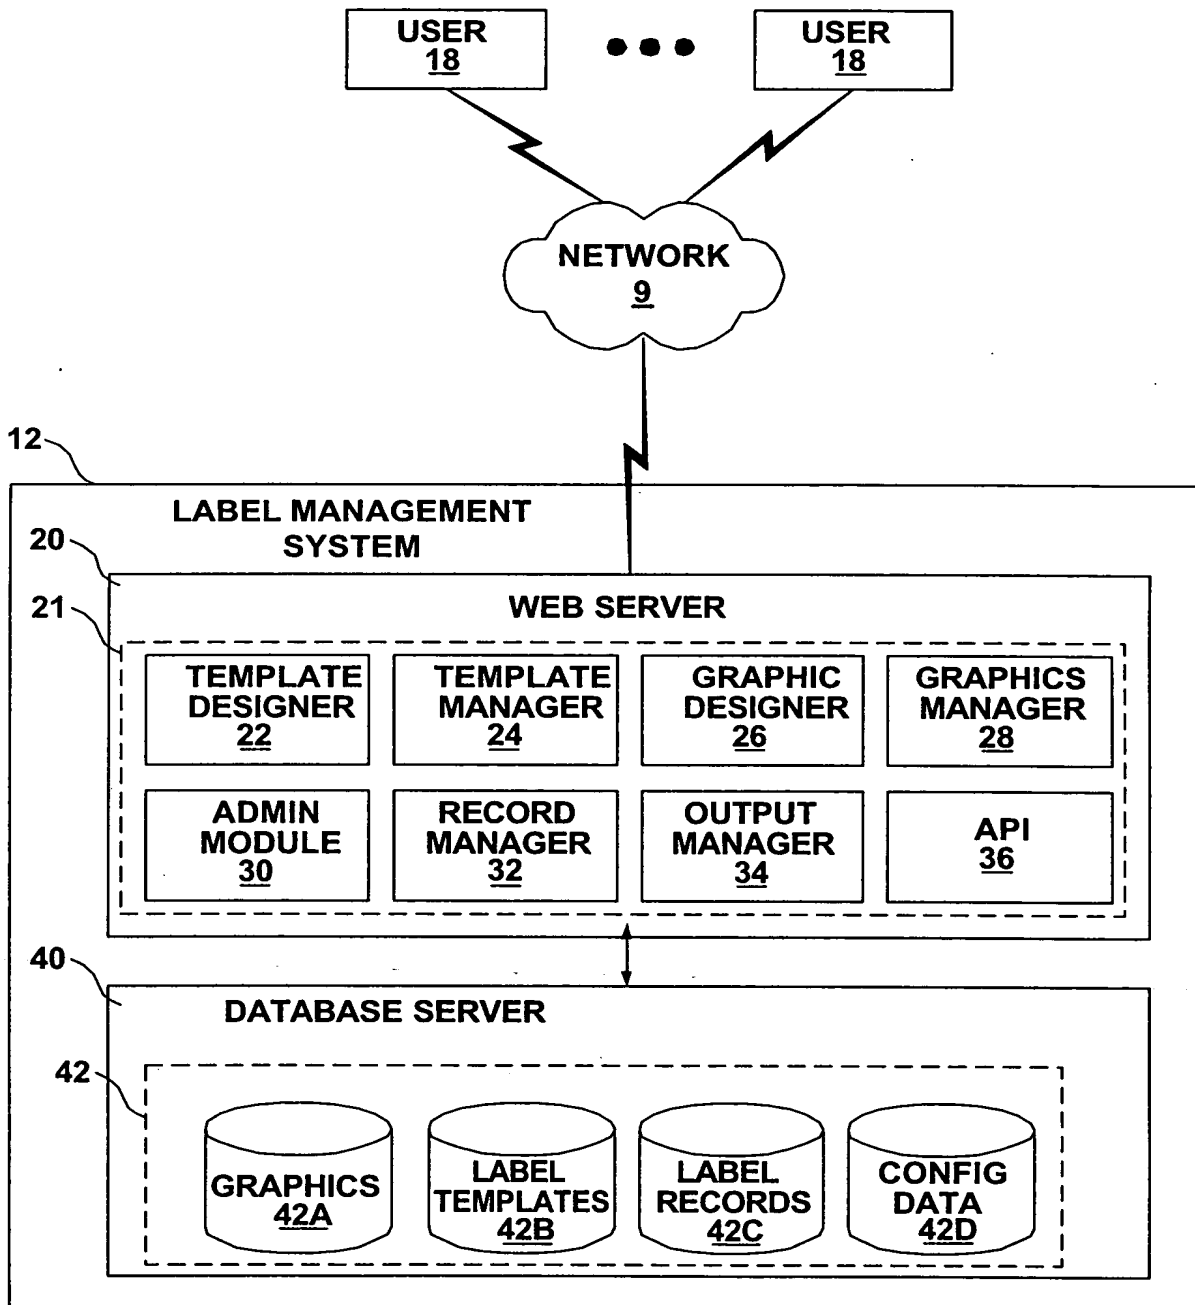 USER
18
USER
18
NETWORK
9
12
LABEL MANAGEMENT
SYSTEM
20
WEB SERVER
21
TEMPLATE
DESIGNER
22
TEMPLATE
MANAGER
24
GRAPHIC
DESIGNER
26
GRAPHICS
MANAGER
28
ADMIN
MODULE
30
RECORD
MANAGER
32
OUTPUT
MANAGER
34
API
36
40
DATABASE SERVER
42
GRAPHICS
42A
LABEL
TEMPLATES
42B
LABEL
RECORDS
42C
CONFIG
DATA
42D